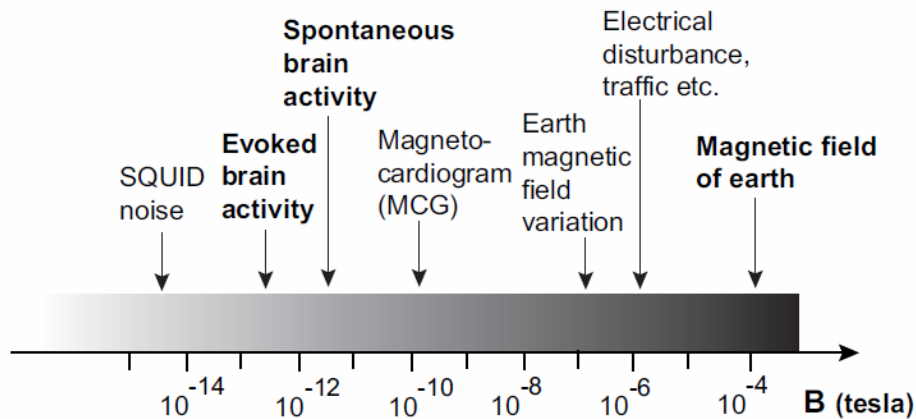 Spontaneous
brain
activity
Electrical
disturbance,
traffic etc.
SQUID
noise
Evoked
brain
activity
Magneto-
cardiogram
(MCG)
Earth
magnetic
field
variation
Magnetic field
of earth
10⁻¹⁴ 10⁻¹² 10⁻¹⁰ 10⁻⁸ 10⁻⁶ 10⁻⁴ B (tesla)